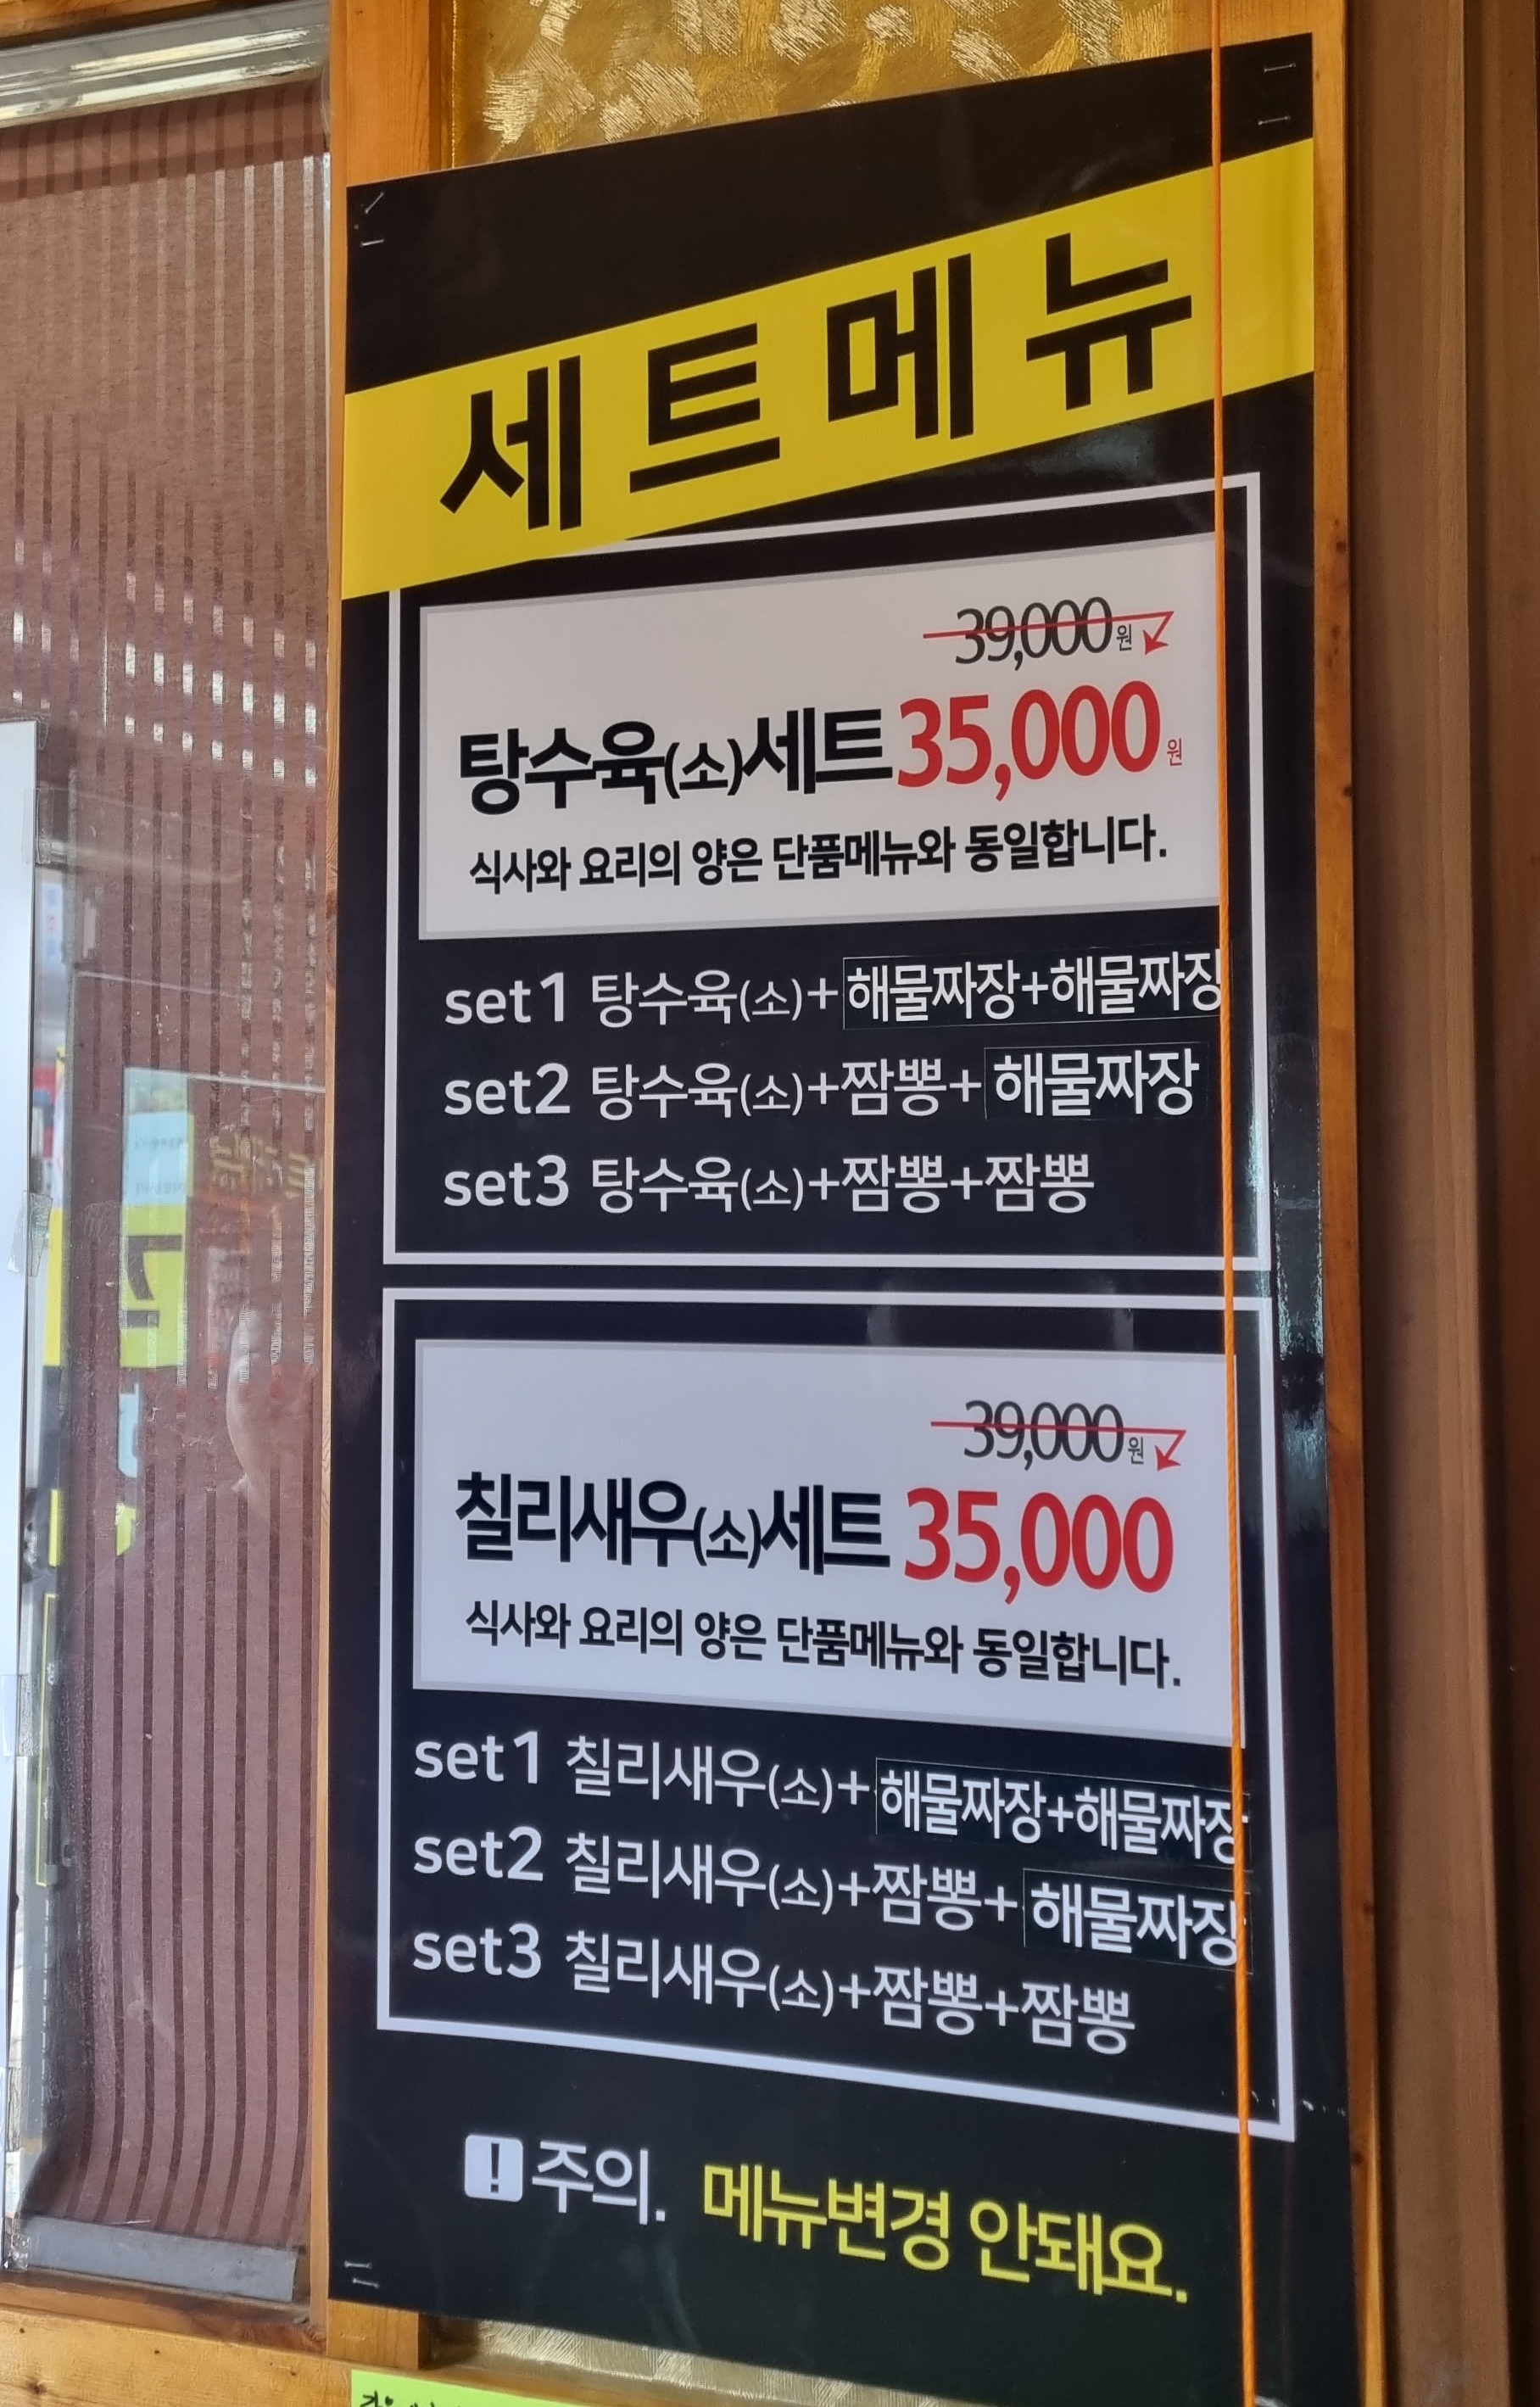 세트메뉴
39,000원
탕수육(소)세트 35,000원
식사와 요리의 양은 단품메뉴와 동일합니다.
set1 탕수육(소)+해물짜장+해물짜장
set2 탕수육(소)+짬뽕+해물짜장
set3 탕수육(소)+짬뽕+짬뽕
39,000원
칠리새우(소)세트 35,000
식사와 요리의 양은 단품메뉴와 동일합니다.
set1 칠리새우(소)+해물짜장+해물짜장
set2 칠리새우(소)+짬뽕+해물짜장
set3 칠리새우(소)+짬뽕+짬뽕
! 주의. 메뉴변경 안돼요.